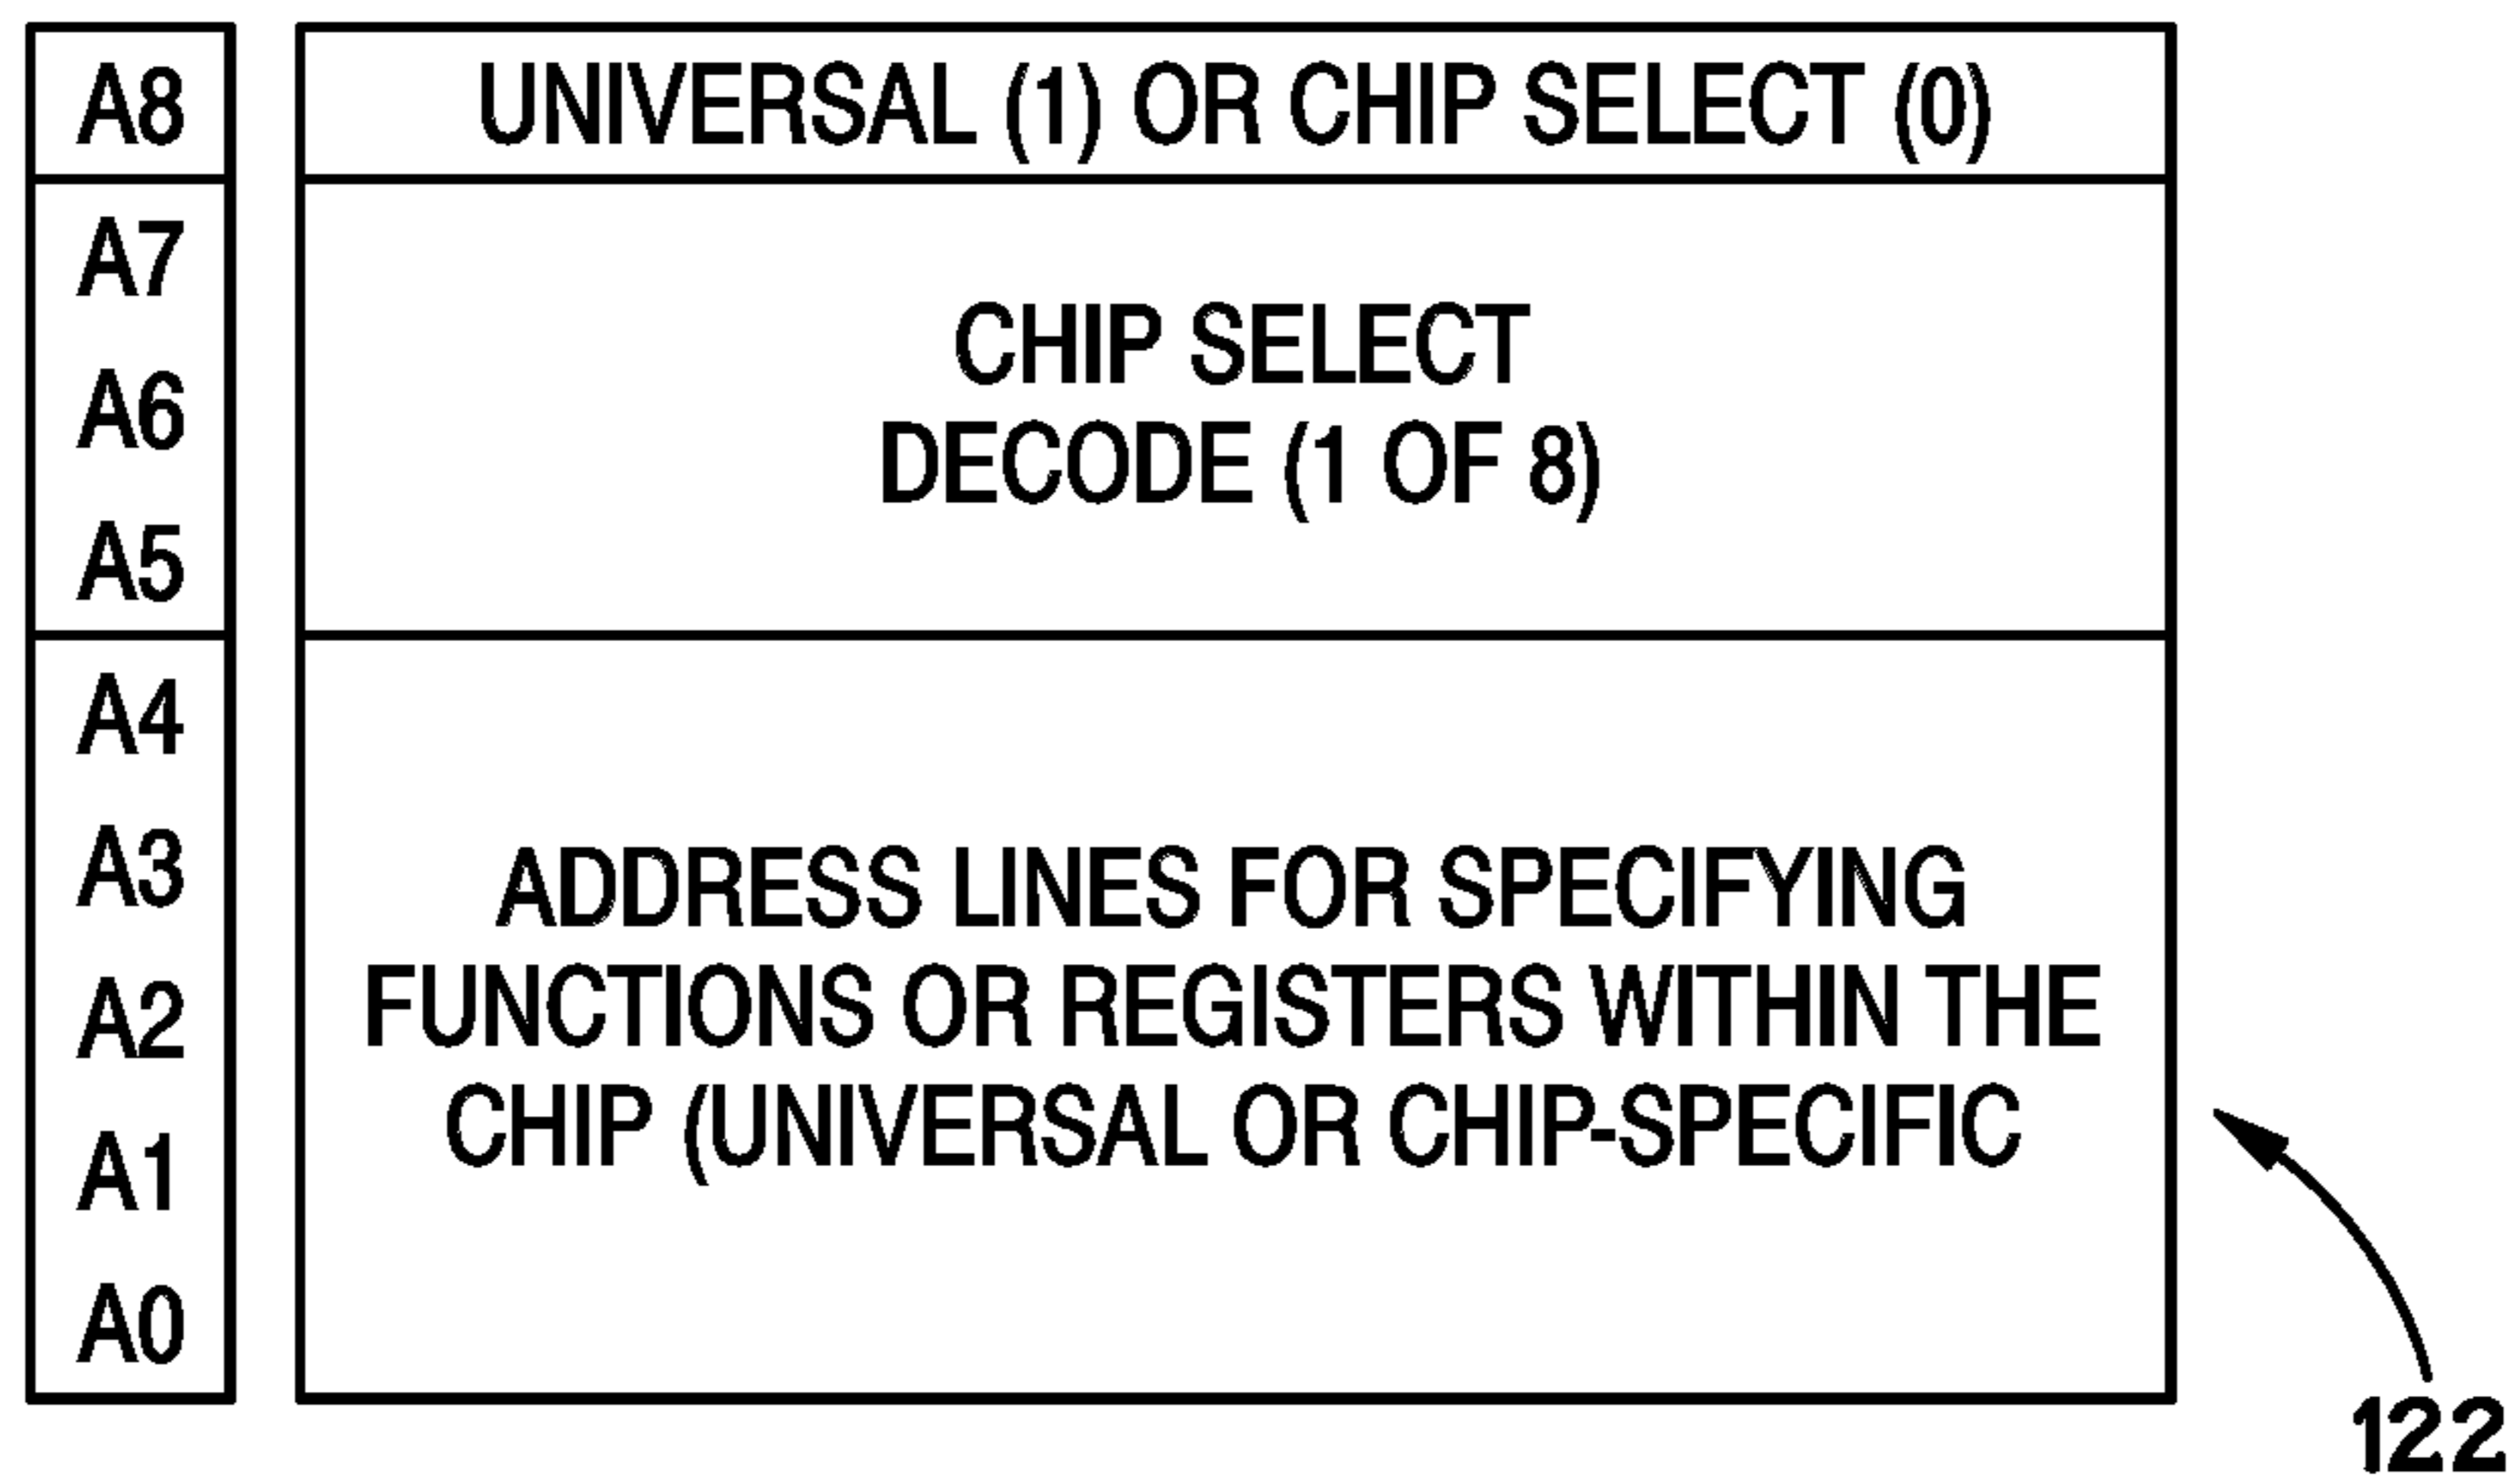 A8 UNIVERSAL (1) OR CHIP SELECT (0)
A7
A6
A5
CHIP SELECT
DECODE (1 OF 8)
A4
A3
A2
A1
A0
ADDRESS LINES FOR SPECIFYING
FUNCTIONS OR REGISTERS WITHIN THE
CHIP (UNIVERSAL OR CHIP-SPECIFIC
122